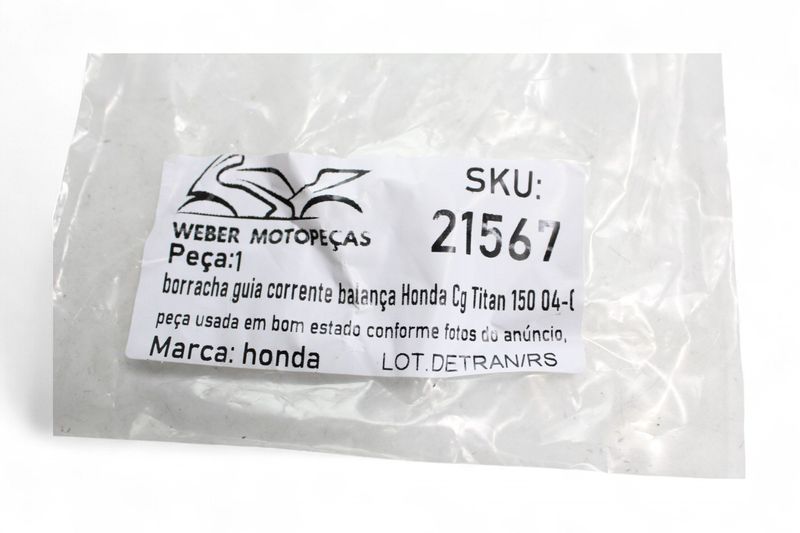 SKU:
21567
WEBER MOTOPEÇAS
Peça:1
borracha guia corrente balança Honda Cg Titan 150 04-
peça usada em bom estado conforme fotos do anúncio,
Marca: honda
LOT.DETRAN/RS